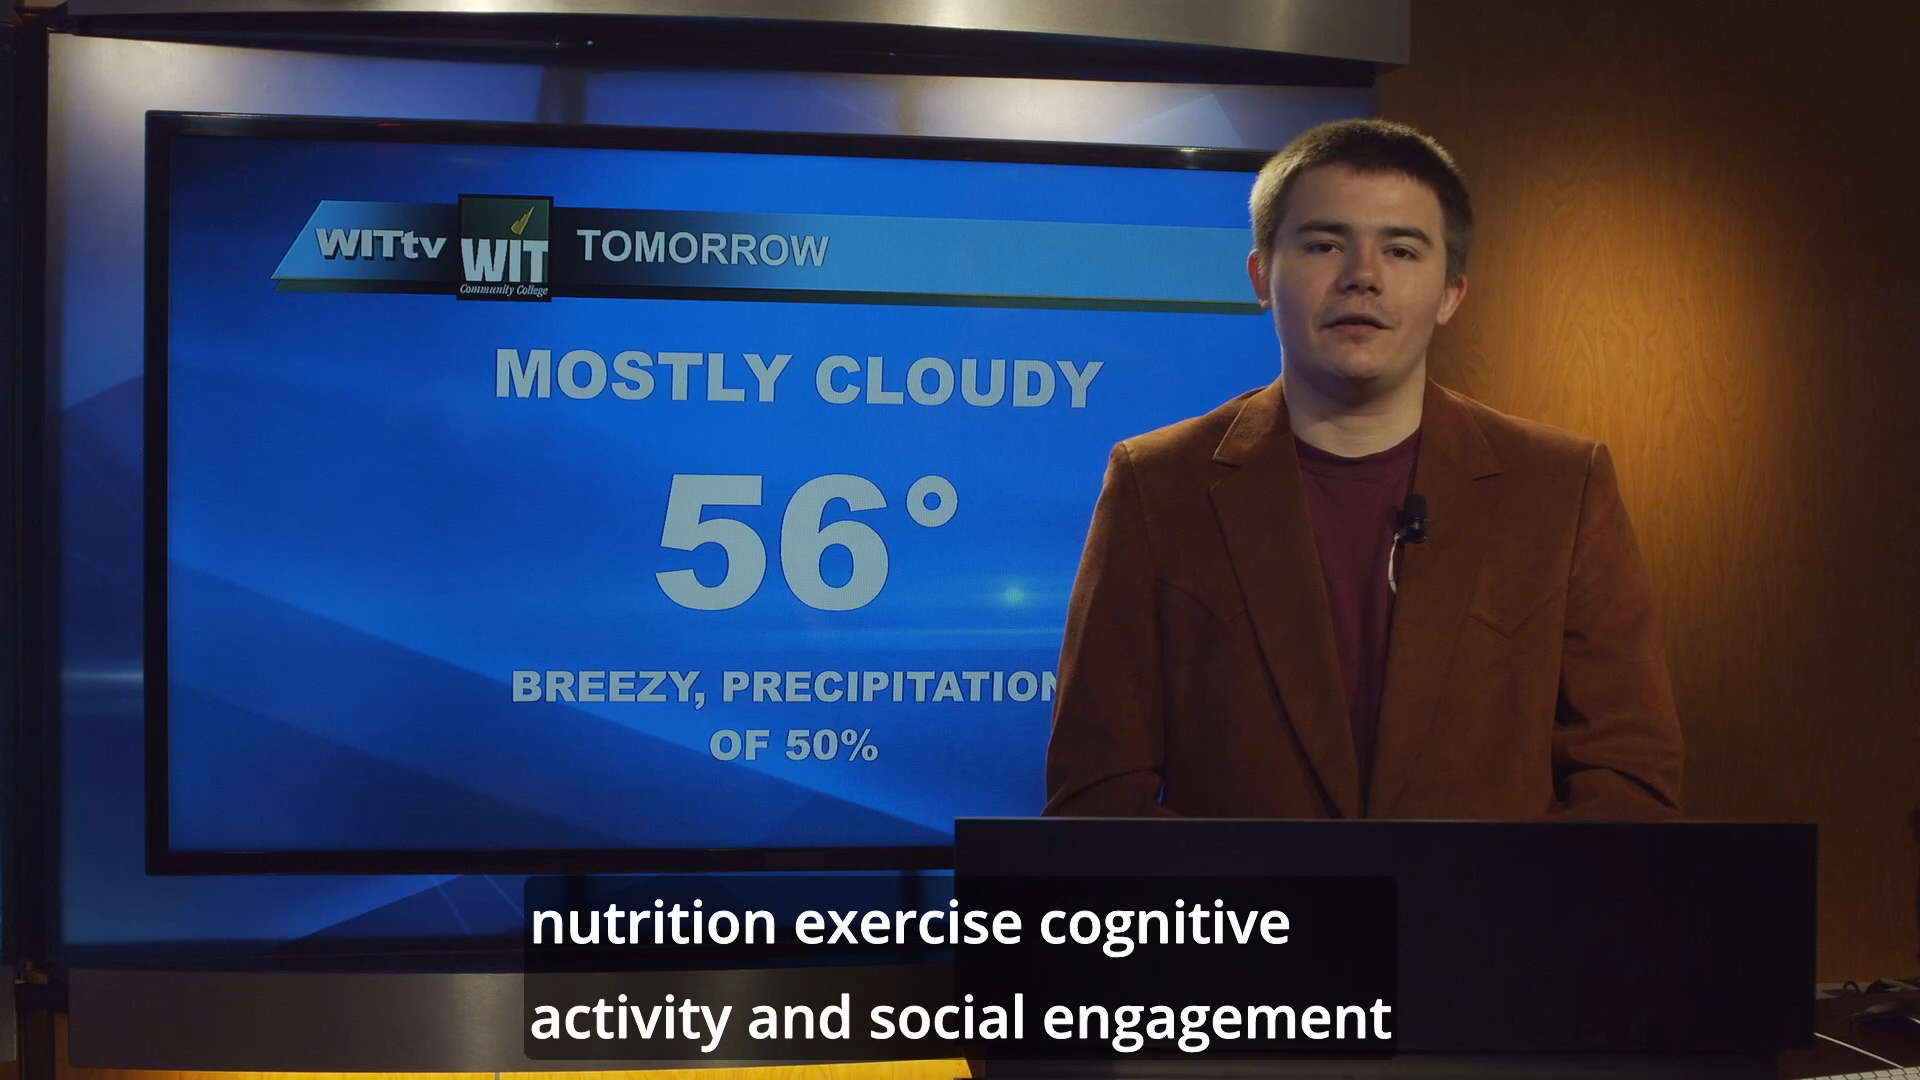 WITtv WIT TOMORROW
Community College
MOSTLY CLOUDY
56°
BREEZY, PRECIPITATION
OF 50%
nutrition exercise cognitive
activity and social engagement